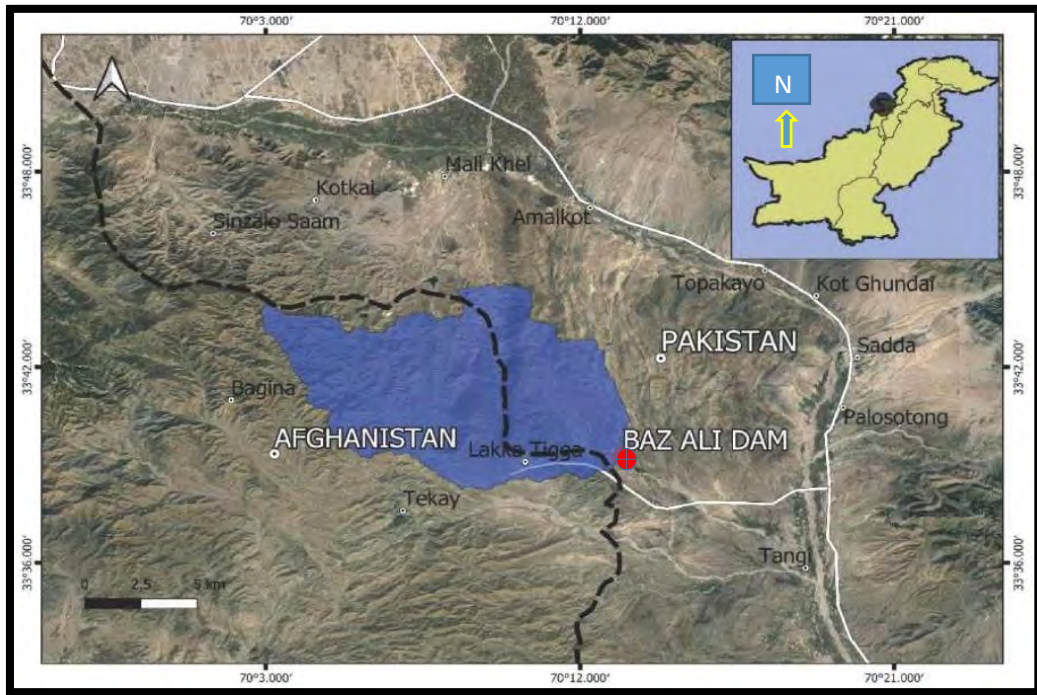 70°3.000'
70°12.000'
70°21.000'
N
33°48.000'
33°48.000'
Mali Khel
Kotkai
Amalkot
Sinzalo Saam
Topakayo
Kot Ghundai
PAKISTAN
Sadda
33°42.000'
33°42.000'
Bagina
Palosotong
AFGHANISTAN
Lakka Tigga
BAZ ALI DAM
Tekay
Tangi
33°36.000'
33°36.000'
0 2.5 5 km
70°3.000'
70°12.000'
70°21.000'